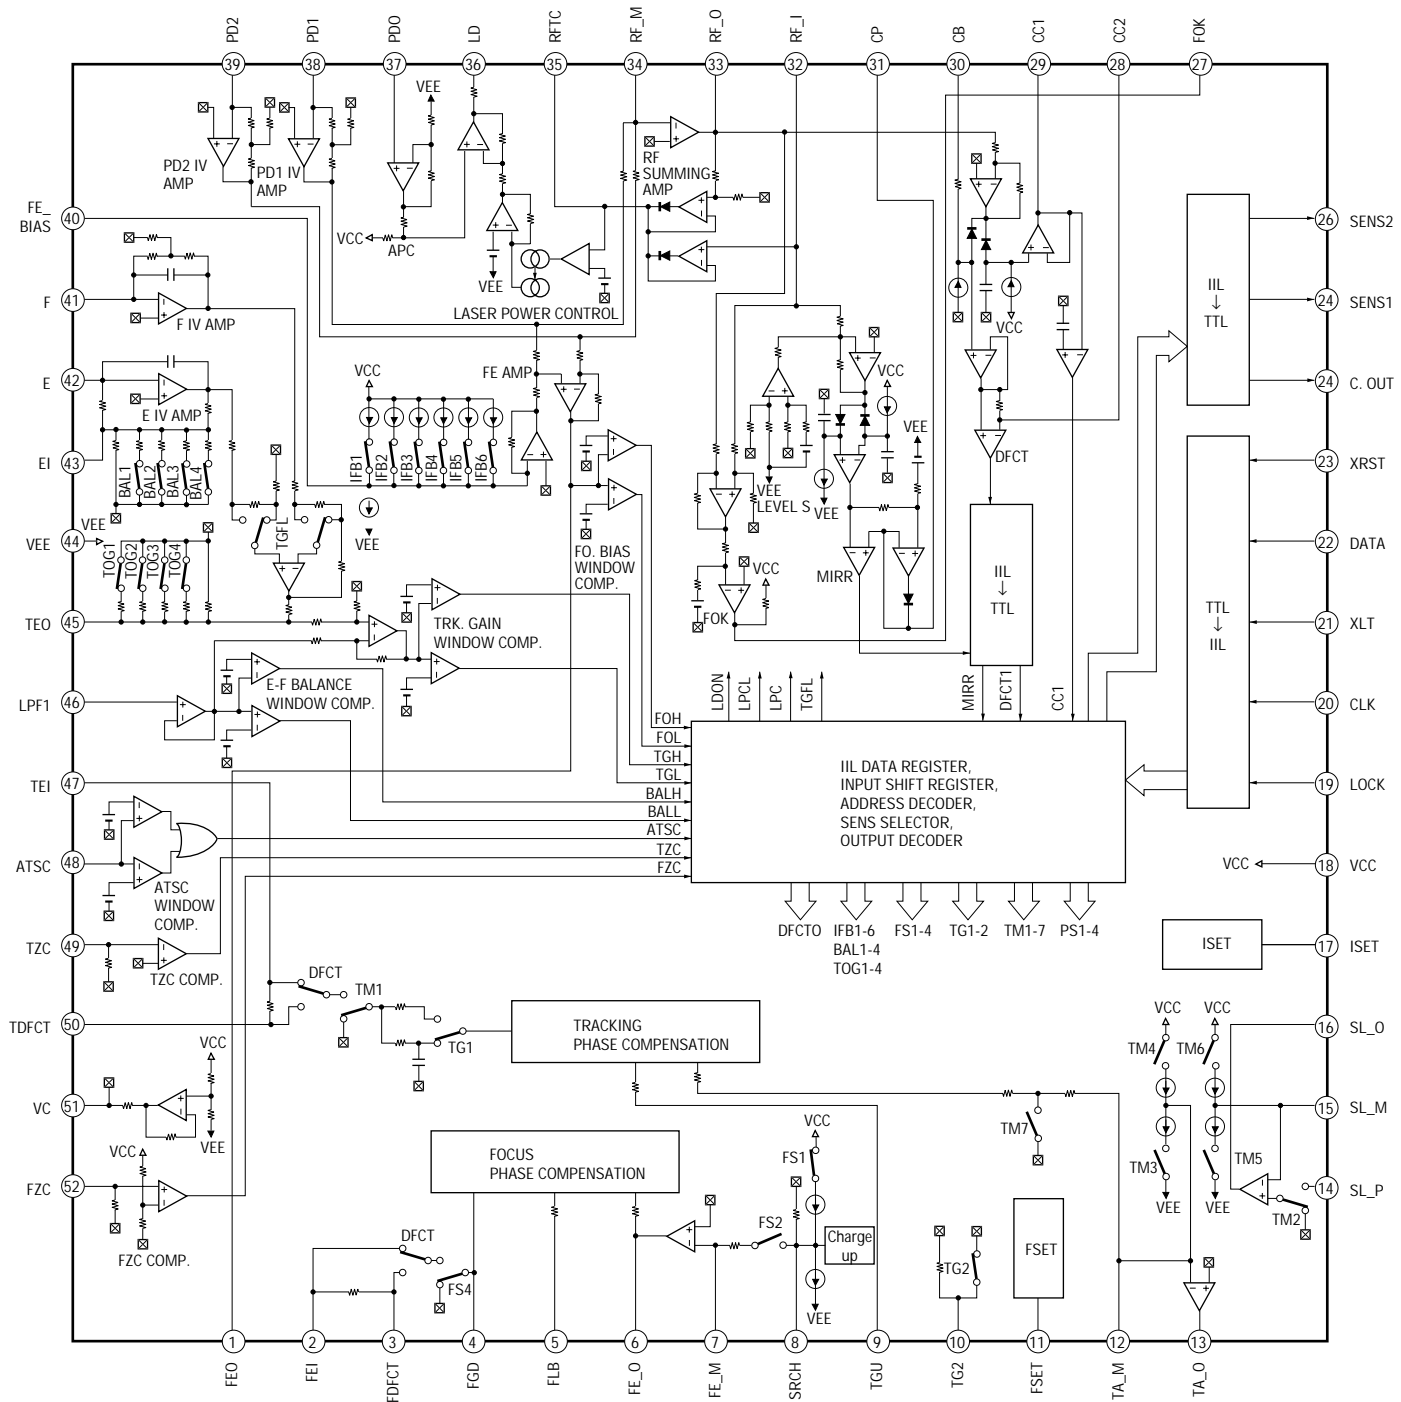 PD2
PD1
PDO
LD
RFTC
RF_M
RF_O
RF_I
CP
CB
CC1
CC2
FOK
39
38
37
36
35
34
33
32
31
30
29
28
27
VEE
PD2 IV
AMP
PD1 IV
AMP
RF
SUMMING
AMP
FE_
BIAS
40
VCC
APC
VEE
LASER POWER CONTROL
VCC
IIL
↓
TTL
26
SENS2
24
SENS1
24
C. OUT
F
41
F IV AMP
E
42
E IV AMP
EI
43
BAL1
BAL2
BAL3
BAL4
VCC
FE AMP
IFB1
IFB2
IFB3
IFB4
IFB5
IFB6
VEE
VCC
VEE
DFCT
VEE
LEVEL S
VEE
TGFL
VEE
44
VEE
TOG1
TOG2
TOG3
TOG4
FO. BIAS
WINDOW
COMP.
MIRR
VCC
FOK
IIL
↓
TTL
TTL
↓
IIL
23
XRST
22
DATA
21
XLT
20
CLK
19
LOCK
TEO
45
TRK. GAIN
WINDOW COMP.
LPF1
46
E-F BALANCE
WINDOW COMP.
LDON
LPCL
LPC
TGFL
MIRR
DFCT1
CC1
FOH
FOL
TGH
TGL
BALH
BALL
ATSC
TZC
FZC
IIL DATA REGISTER,
INPUT SHIFT REGISTER,
ADDRESS DECODER,
SENS SELECTOR,
OUTPUT DECODER
TEI
47
ATSC
48
ATSC
WINDOW
COMP.
VCC
18
VCC
DFCTO
IFB1-6
BAL1-4
TOG1-4
FS1-4
TG1-2
TM1-7
PS1-4
TZC
49
TZC COMP.
ISET
17
ISET
TDFCT
50
DFCT
TM1
TG1
TRACKING
PHASE COMPENSATION
VCC
VCC
TM4
TM6
16
SL_O
VC
51
VCC
VEE
TM7
15
SL_M
TM3
TM5
VEE
VEE
TM2
14
SL_P
FZC
52
VCC
FZC COMP.
FOCUS
PHASE COMPENSATION
VCC
FS1
FS2
Charge
up
VEE
DFCT
FS4
TG2
FSET
1
2
3
4
5
6
7
8
9
10
11
12
13
FEO
FEI
FDFCT
FGD
FLB
FE_O
FE_M
SRCH
TGU
TG2
FSET
TA_M
TA_O